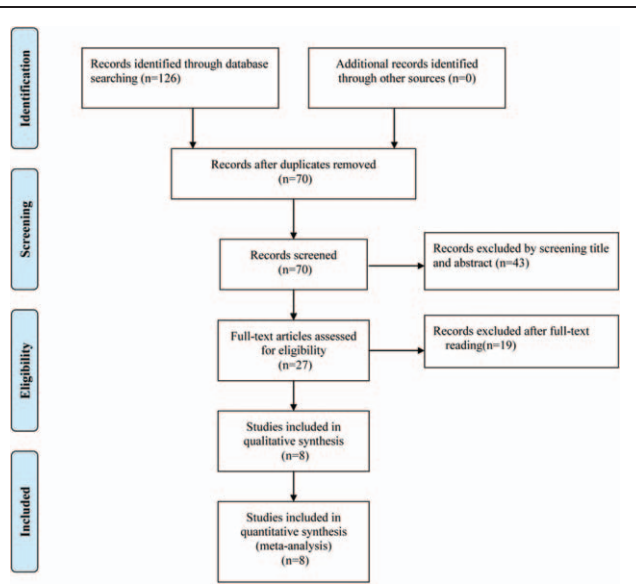 Identification
Records identified through database
searching (n=126)
Additional records identified
through other sources (n=0)
Records after duplicates removed
(n=70)
Screening
Records screened
(n=70)
Records excluded by screening title
and abstract (n=43)
Eligibility
Full-text articles assessed
for eligibility
(n=27)
Records excluded after full-text
reading(n=19)
Studies included in
qualitative synthesis
(n=8)
Included
Studies included in
quantitative synthesis
(meta-analysis)
(n=8)